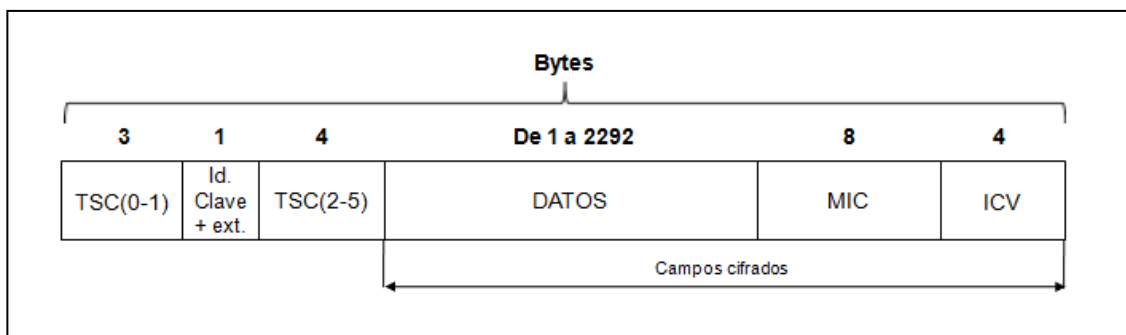 Bytes
3 1 4 De 1 a 2292 8 4
TSC(0-1) Id. Clave + ext. TSC(2-5) DATOS MIC ICV
Campos cifrados